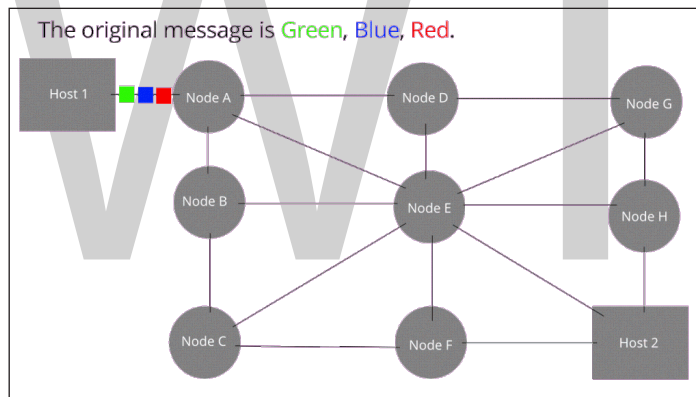 The original message is Green, Blue, Red.
Host 1
Node A
Node D
Node G
Node B
Node E
Node H
Node C
Node F
Host 2